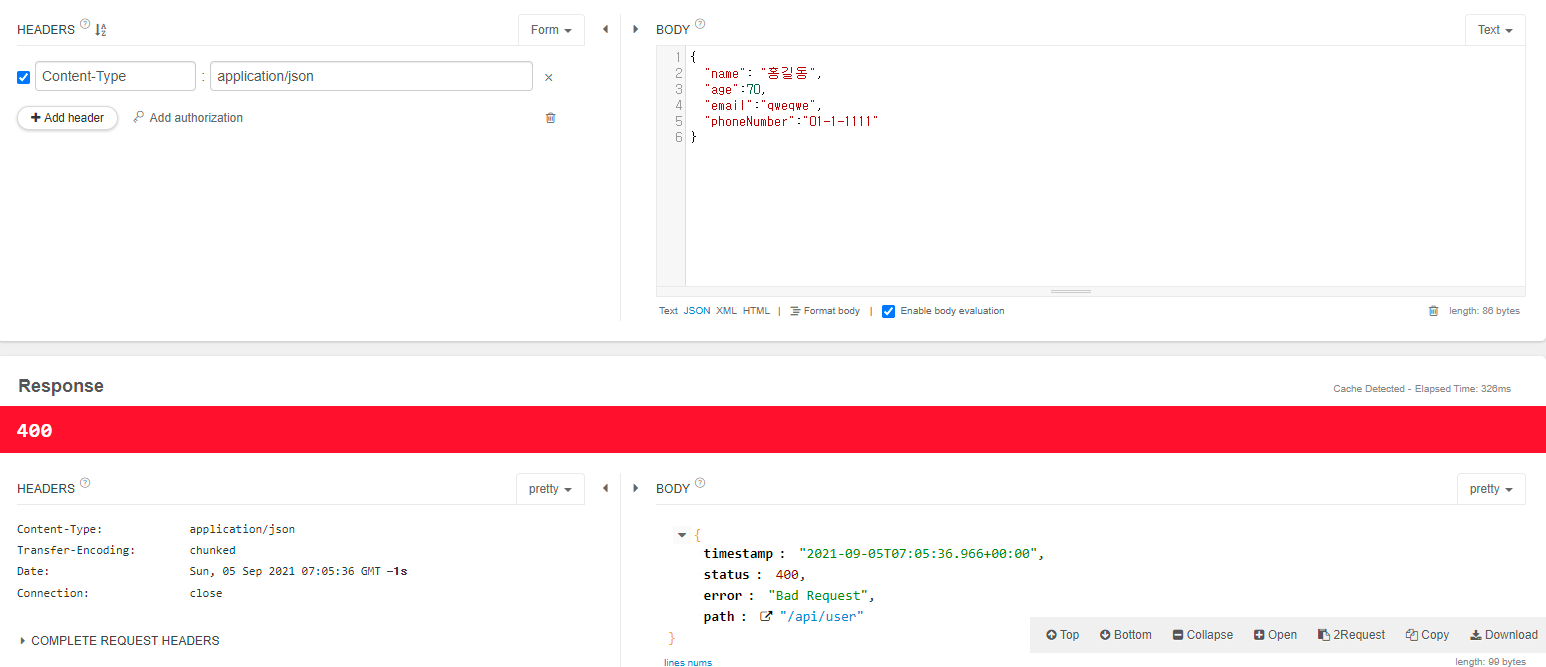 HEADERS ? Form
Content-Type : application/json ×
+ Add header Add authorization
BODY ? Text
1 {
2 "name": "홍길동",
3 "age":70,
4 "email":"qweqwe",
5 "phoneNumber":"01-1-1111"
6 }
Text JSON XML HTML | Format body | Enable body evaluation length: 86 bytes
Response Cache Detected - Elapsed Time: 326ms
400
HEADERS ? pretty
Content-Type: application/json
Transfer-Encoding: chunked
Date: Sun, 05 Sep 2021 07:05:36 GMT -1s
Connection: close
COMPLETE REQUEST HEADERS
BODY ? pretty
{
timestamp : "2021-09-05T07:05:36.966+00:00",
status : 400,
error : "Bad Request",
path : "/api/user"
}
Top Bottom Collapse Open 2Request Copy Download
lines nums length: 99 bytes